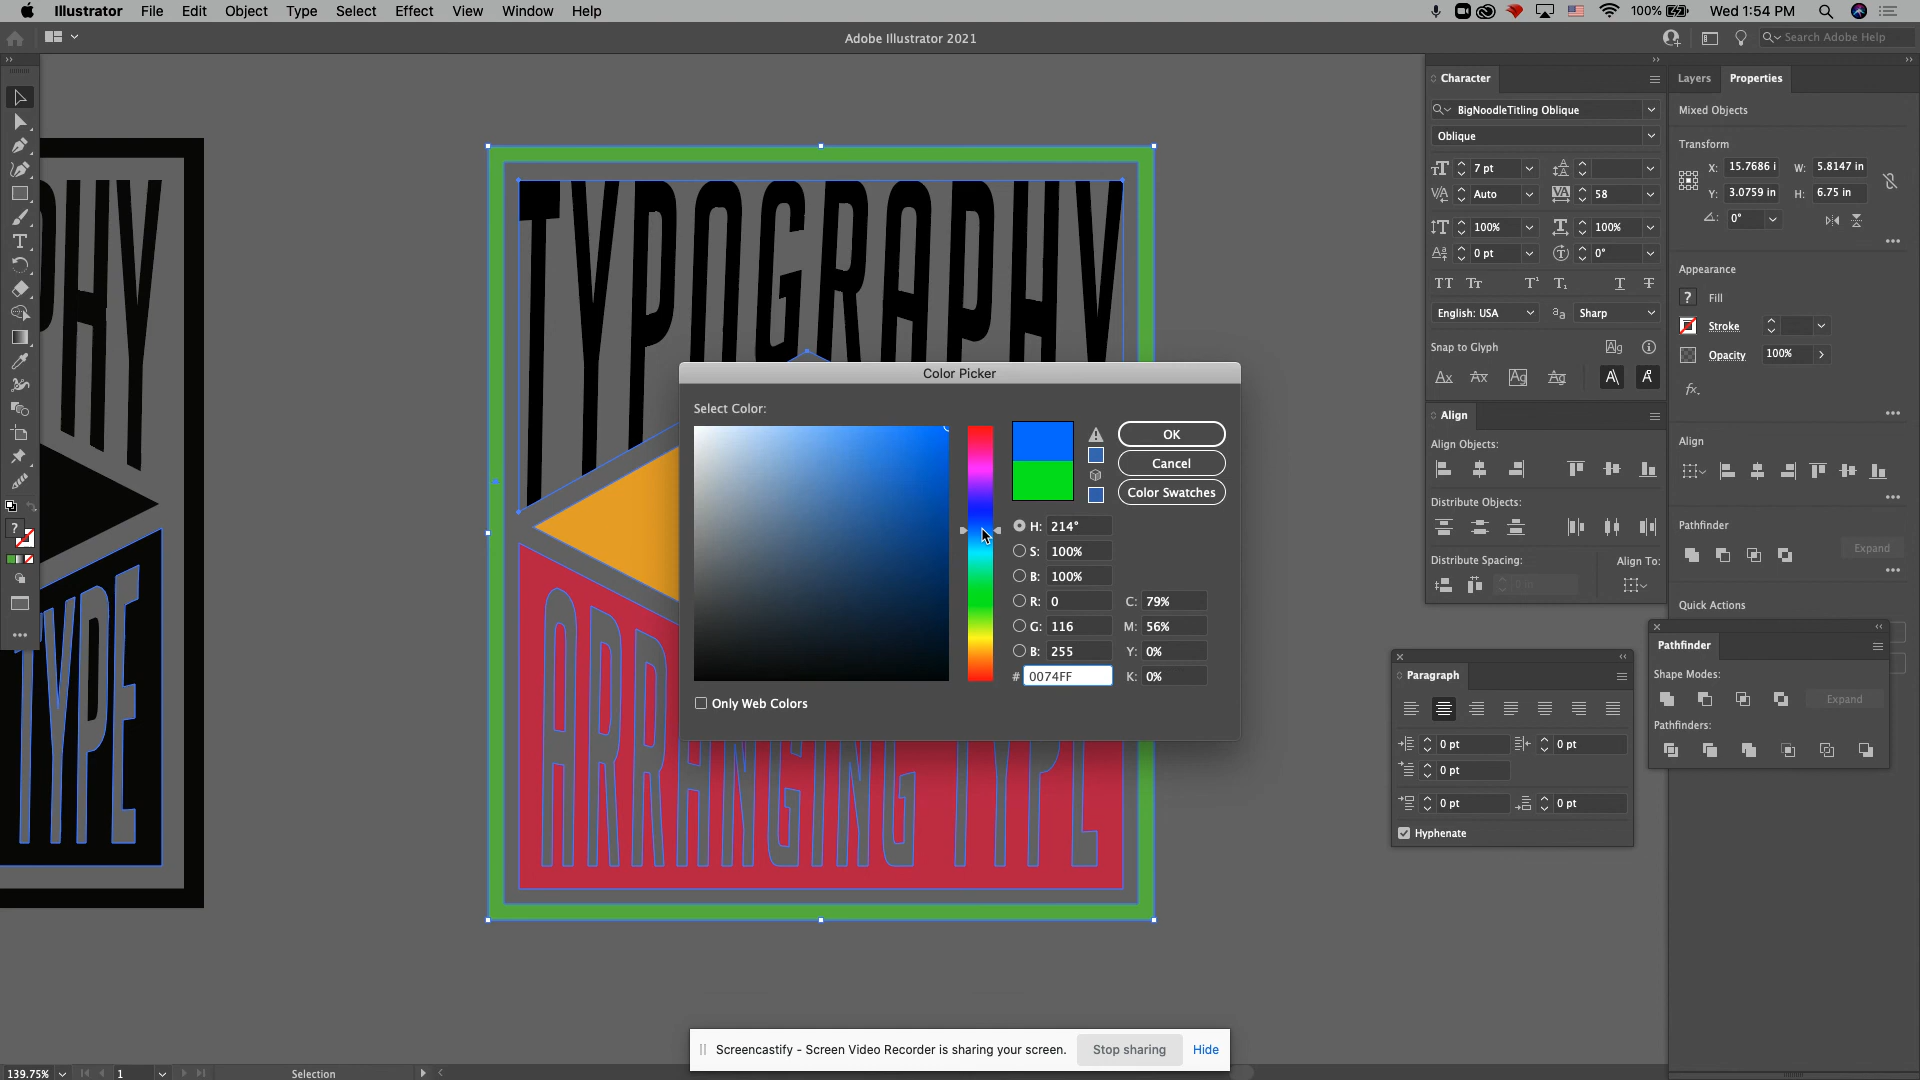 Illustrator File Edit Object Type Select Effect View Window Help
100% Wed 1:54 PM
Adobe Illustrator 2021
Search Adobe Help
TYPOGRAPHY
ARRANGING TYPE
PHY
TYPE
Color Picker
Select Color:
OK
Cancel
Color Swatches
H: 214°
S: 100%
B: 100%
R: 0 C: 79%
G: 116 M: 56%
B: 255 Y: 0%
# 0074FF K: 0%
Only Web Colors
Character
BigNoodleTitling Oblique
Oblique
7 pt
Auto 58
100% 100%
0 pt 0°
English: USA Sharp
Snap to Glyph
Align
Align Objects:
Distribute Objects:
Distribute Spacing: Align To:
0 in
Layers Properties
Mixed Objects
Transform
X: 15.7686 i W: 5.8147 in
Y: 3.0759 in H: 6.75 in
0°
Appearance
? Fill
Stroke
Opacity 100%
fx.
Align
Pathfinder
Expand
Quick Actions
Pathfinder
Shape Modes:
Expand
Pathfinders:
Paragraph
0 pt 0 pt
0 pt
0 pt 0 pt
Hyphenate
Screencastify - Screen Video Recorder is sharing your screen. Stop sharing Hide
139.75% 1 Selection